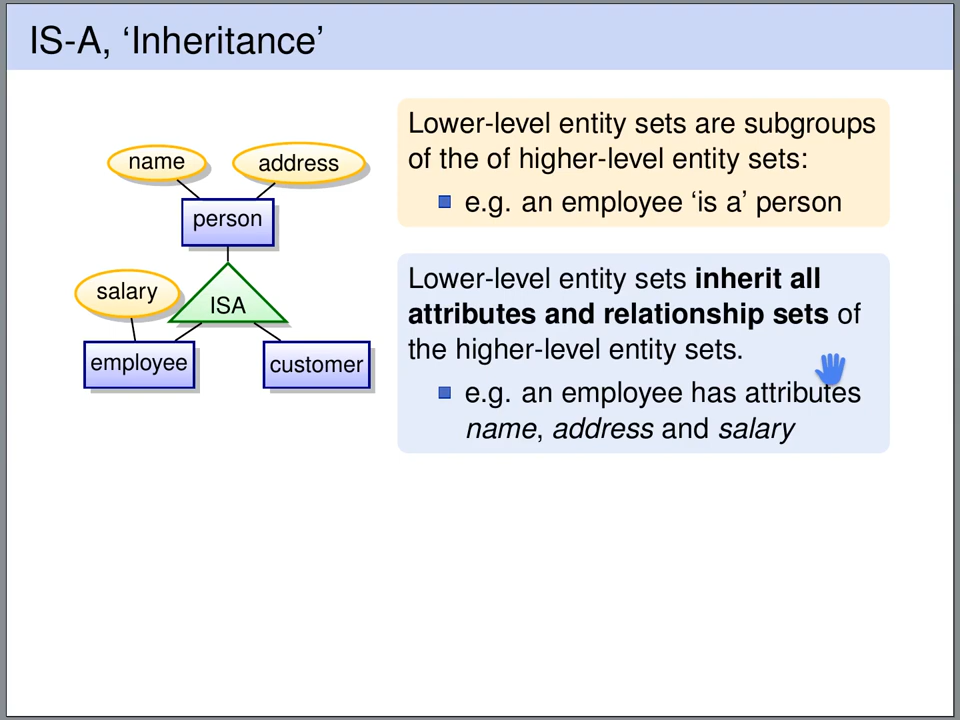 IS-A, ‘Inheritance’
name
address
person
salary
ISA
employee
customer
Lower-level entity sets are subgroups
of the of higher-level entity sets:
e.g. an employee ‘is a’ person
Lower-level entity sets inherit all
attributes and relationship sets of
the higher-level entity sets.
e.g. an employee has attributes
name, address and salary